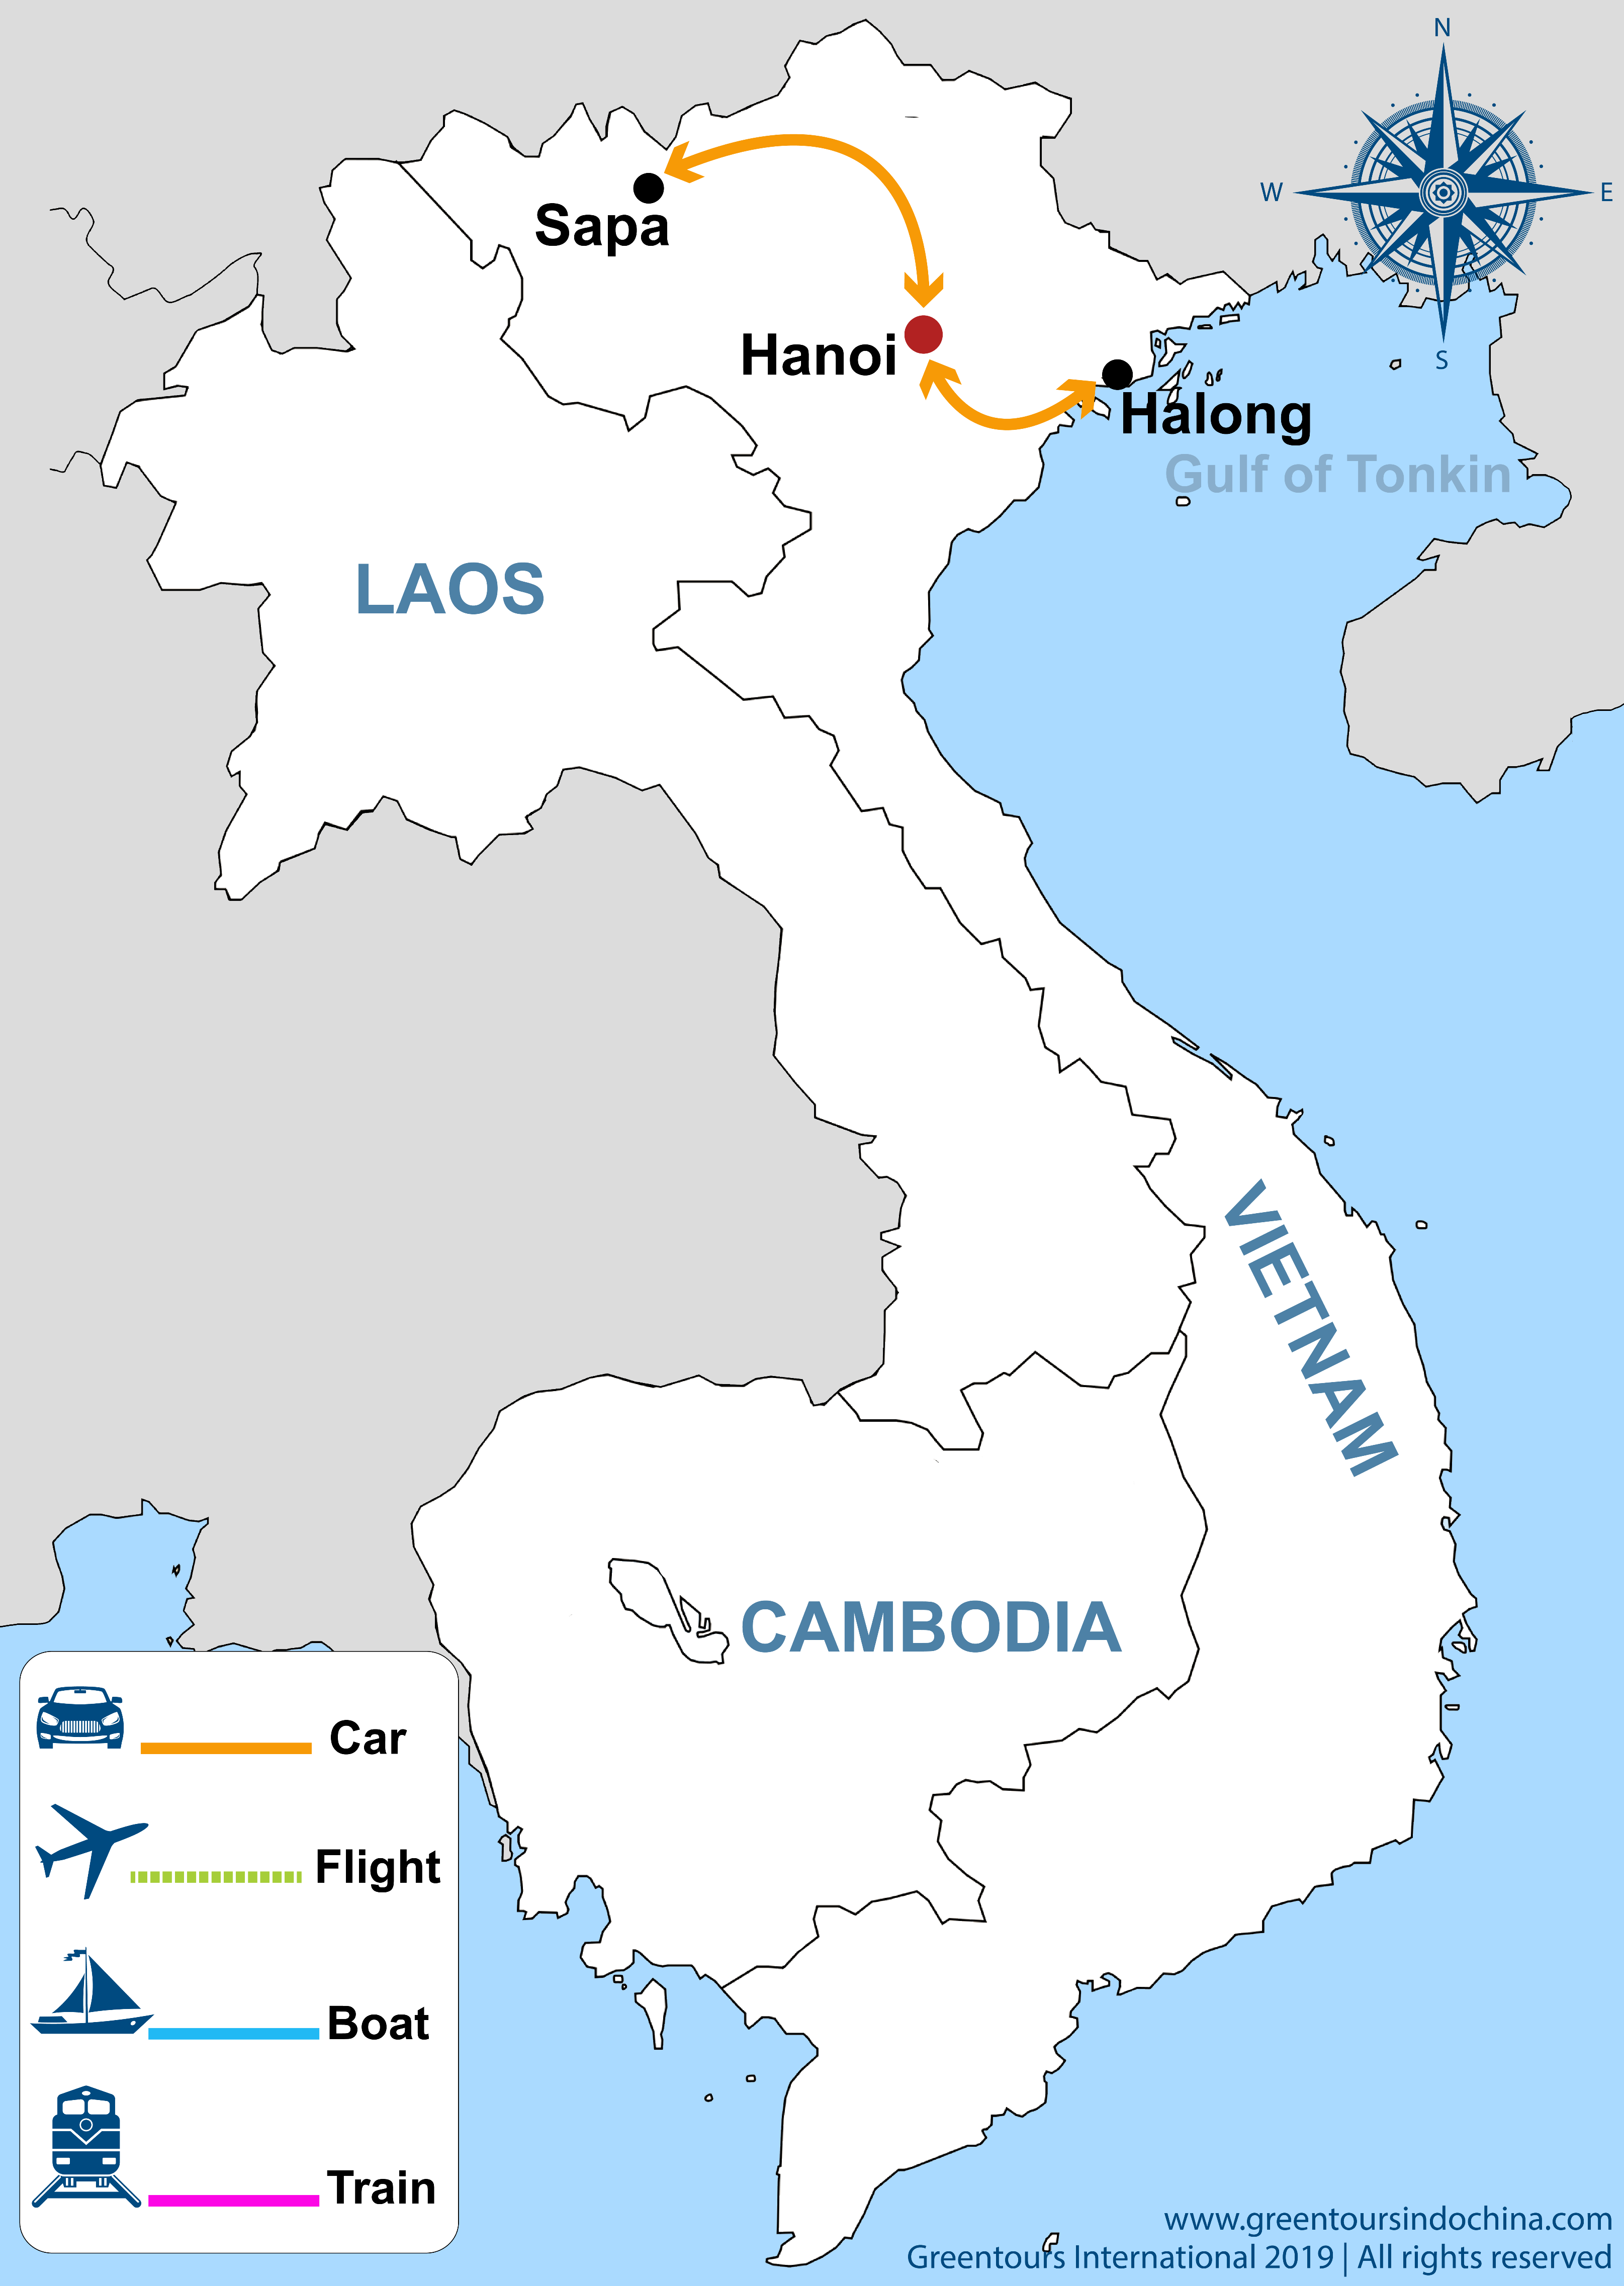 N
W
E
S
Sapa
Hanoi
Halong
Gulf of Tonkin
LAOS
VIETNAM
CAMBODIA
Car
Flight
Boat
Train
www.greentoursindochina.com
Greentours International 2019 | All rights reserved